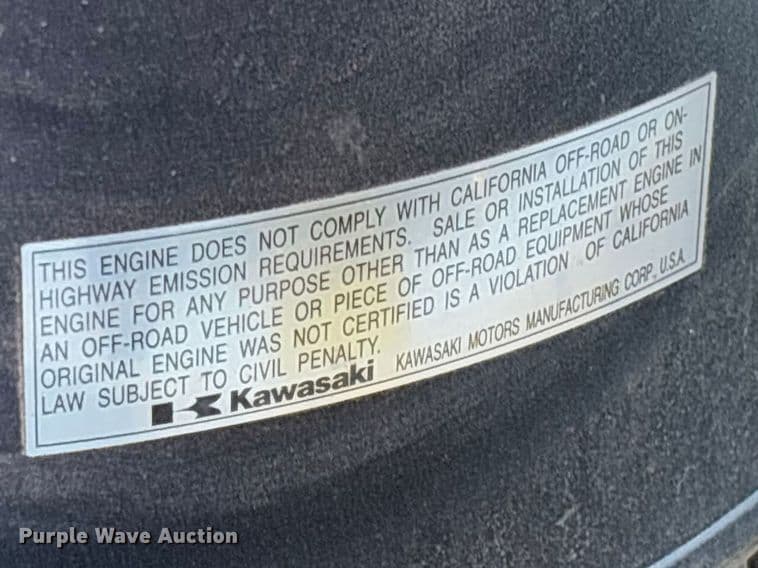 THIS ENGINE DOES NOT COMPLY WITH CALIFORNIA OFF-ROAD OR ON-
HIGHWAY EMISSION REQUIREMENTS. SALE OR INSTALLATION OF THIS
ENGINE FOR ANY PURPOSE OTHER THAN AS A REPLACEMENT ENGINE IN
AN OFF-ROAD VEHICLE OR PIECE OF OFF-ROAD EQUIPMENT WHOSE
ORIGINAL ENGINE WAS NOT CERTIFIED IS A VIOLATION OF CALIFORNIA
LAW SUBJECT TO CIVIL PENALTY.
Kawasaki KAWASAKI MOTORS MANUFACTURING CORP., U.S.A.
Purple Wave Auction